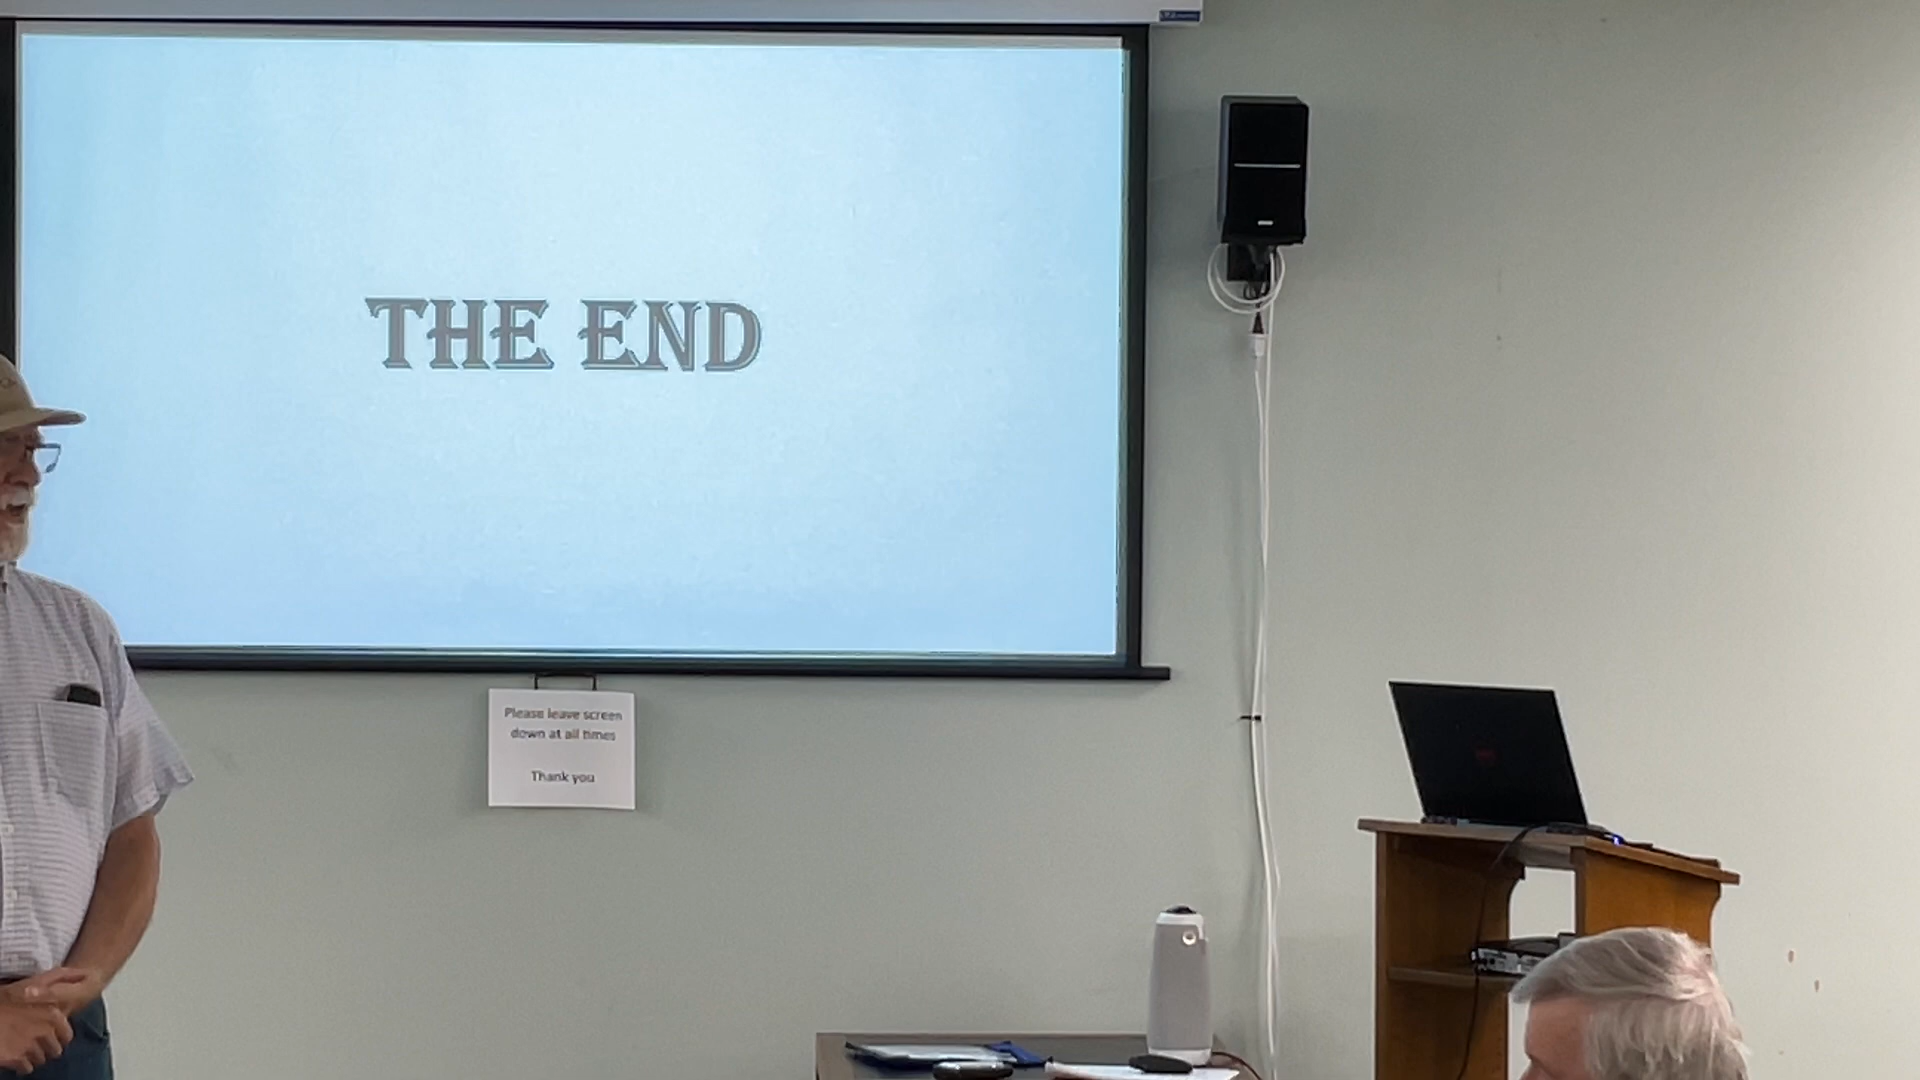 THE END
Please leave screen
down at all times
Thank you